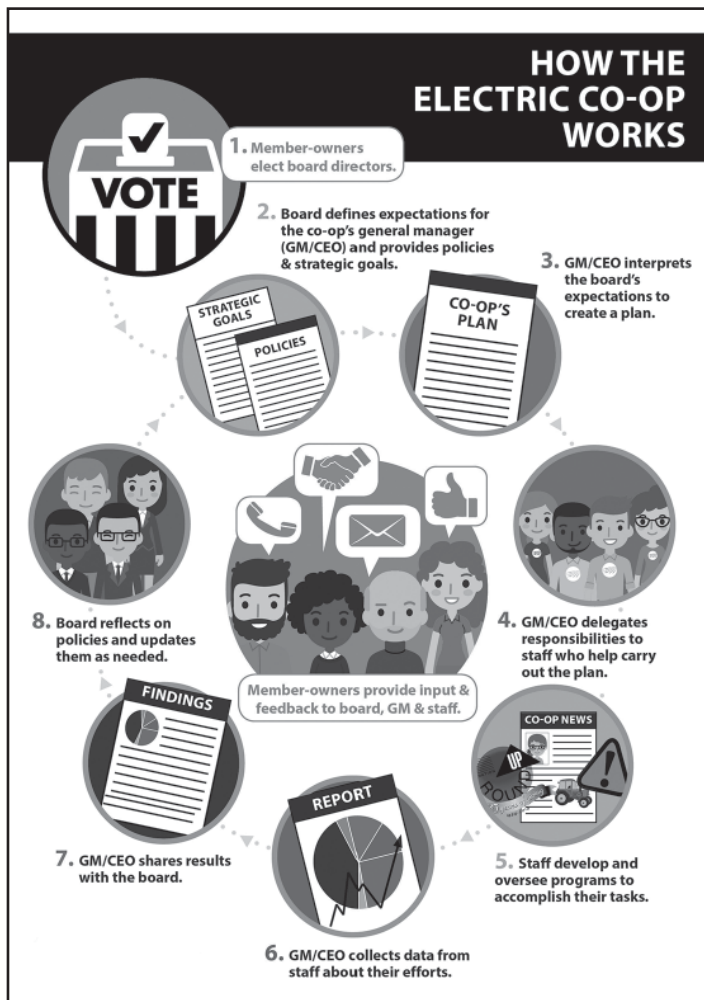 HOW THE
ELECTRIC CO-OP
WORKS
VOTE
1. Member-owners
elect board directors.
2. Board defines expectations for
the co-op's general manager
(GM/CEO) and provides policies
& strategic goals.
STRATEGIC
GOALS
POLICIES
3. GM/CEO interprets
the board's
expectations to
create a plan.
CO-OP'S
PLAN
4. GM/CEO delegates
responsibilities to
staff who help carry
out the plan.
8. Board reflects on
policies and updates
them as needed.
Member-owners provide input &
feedback to board, GM & staff.
CO-OP NEWS
ROUND
UP
5. Staff develop and
oversee programs to
accomplish their tasks.
FINDINGS
7. GM/CEO shares results
with the board.
REPORT
6. GM/CEO collects data from
staff about their efforts.